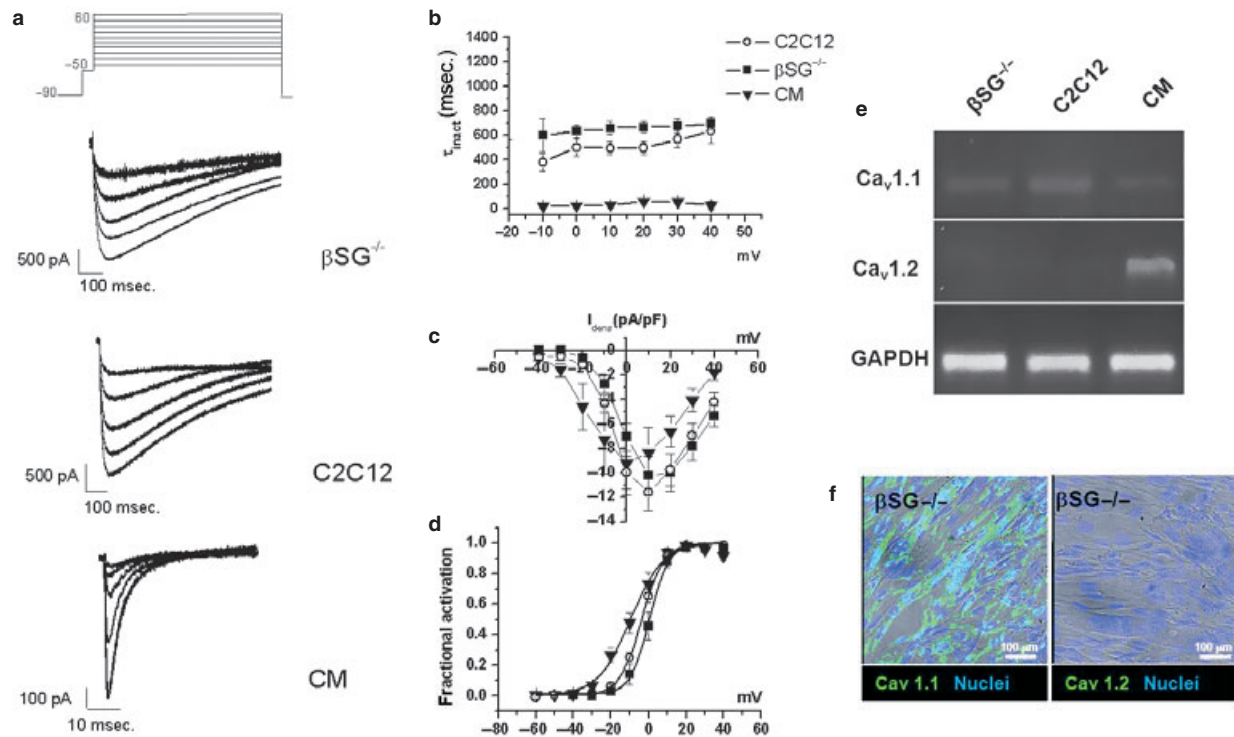 a
60
−50
−90
500 pA
100 msec.
βSG⁻/⁻
500 pA
100 msec.
C2C12
100 pA
10 msec.
CM
b
τinact (msec.)
1400
1200
1000
800
600
400
200
0
−20 −10 0 10 20 30 40 50
mV
C2C12
βSG⁻/⁻
CM
c
Idens (pA/pF)
mV
−60 −40 −20 20 40 60
0
−2
−4
−6
−8
−10
−12
−14
d
Fractional activation
1.0
0.8
0.6
0.4
0.2
0.0
mV
−80 −60 −40 −20 0 20 40 60
e
βSG⁻/⁻ C2C12 CM
Cav1.1
Cav1.2
GAPDH
f
βSG−/− βSG−/−
100 µm 100 µm
Cav 1.1 Nuclei Cav 1.2 Nuclei